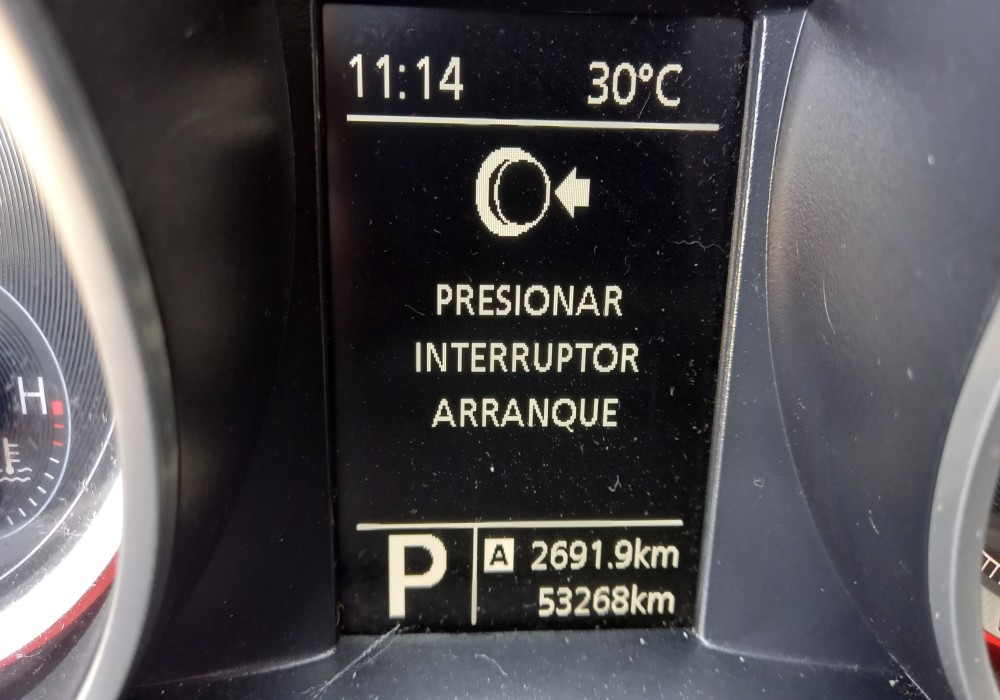 11:14 30°C
PRESIONAR
INTERRUPTOR
ARRANQUE
H
P A 2691.9km
53268km